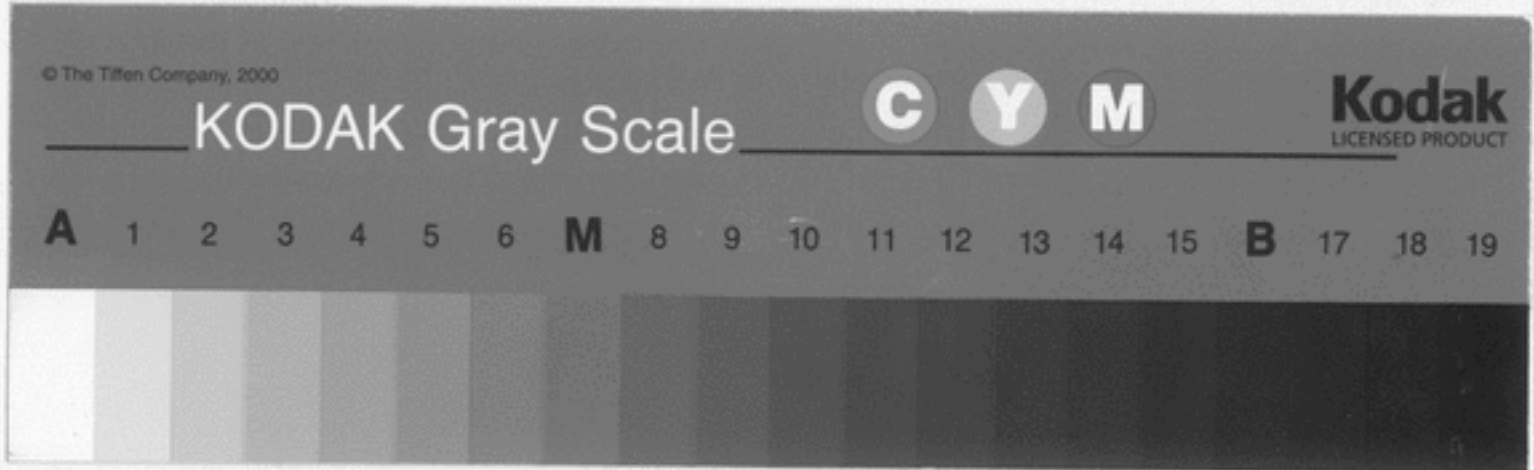 © The Tiffen Company, 2000
KODAK Gray Scale
C Y M
Kodak
LICENSED PRODUCT
A 1 2 3 4 5 6 M 8 9 10 11 12 13 14 15 B 17 18 19